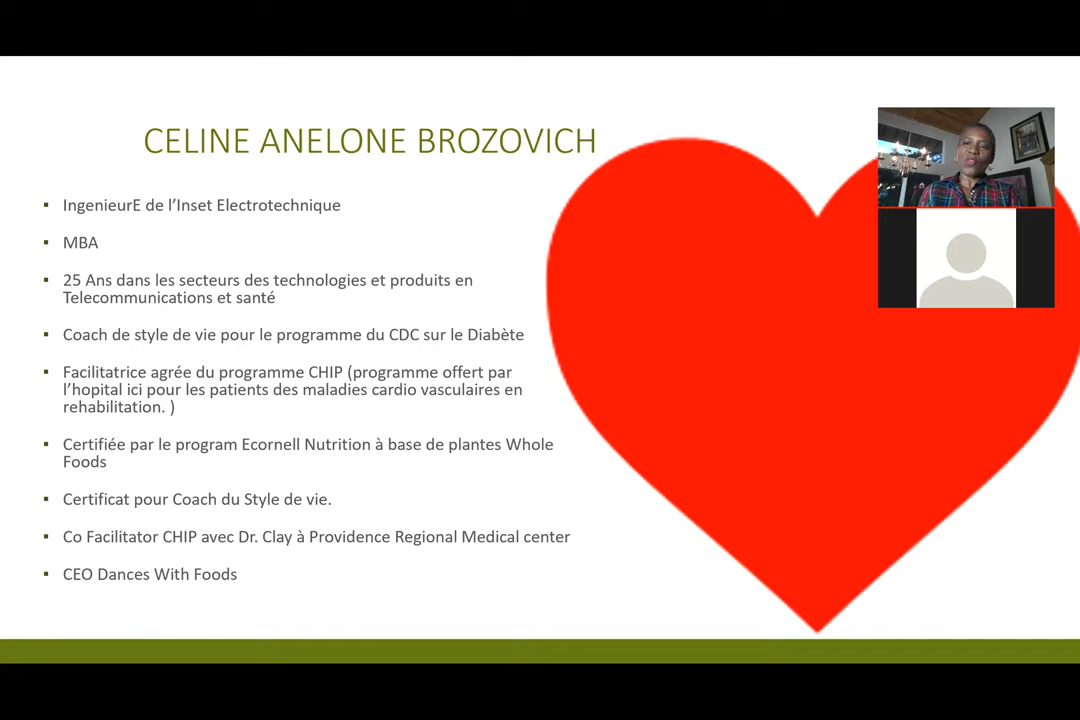 CELINE ANELONE BROZOVICH
▪ IngenieurE de l’Inset Electrotechnique
▪ MBA
▪ 25 Ans dans les secteurs des technologies et produits en
Telecommunications et santé
▪ Coach de style de vie pour le programme du CDC sur le Diabète
▪ Facilitatrice agrée du programme CHIP (programme offert par
l’hopital ici pour les patients des maladies cardio vasculaires en
rehabilitation. )
▪ Certifiée par le program Ecornell Nutrition à base de plantes Whole
Foods
▪ Certificat pour Coach du Style de vie.
▪ Co Facilitator CHIP avec Dr. Clay à Providence Regional Medical center
▪ CEO Dances With Foods